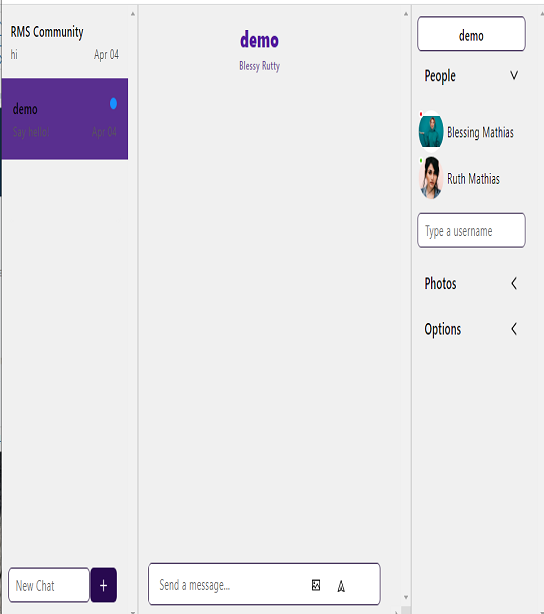 RMS Community
hi Apr 04
demo
Say hello! Apr 04
New Chat +
demo
Blessy Rutty
Send a message...
demo
People
Blessing Mathias
Ruth Mathias
Type a username
Photos
Options